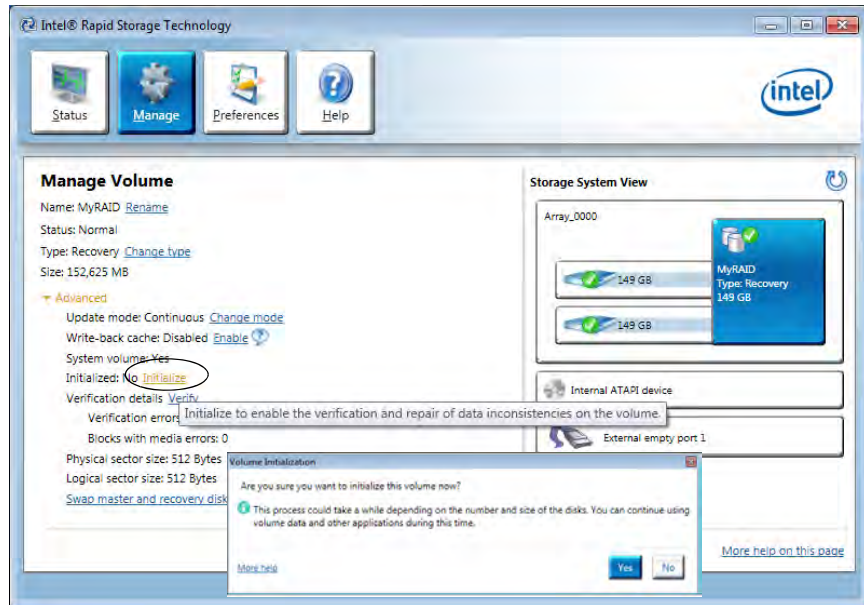 Intel® Rapid Storage Technology
Status
Manage
Preferences
Help
intel
Manage Volume
Name: MyRAID Rename
Status: Normal
Type: Recovery Change type
Size: 152,625 MB
Advanced
Update mode: Continuous Change mode
Write-back cache: Disabled Enable
System volume: Yes
Initialized: No Initialize
Verification details Verify
Initialize to enable the verification and repair of data inconsistencies on the volume.
Verification errors
Blocks with media errors: 0
Physical sector size: 512 Bytes
Logical sector size: 512 Bytes
Swap master and recovery disk
Storage System View
Array_0000
149 GB
149 GB
MyRAID
Type: Recovery
149 GB
Internal ATAPI device
External empty port 1
Volume Initialization
Are you sure you want to initialize this volume now?
This process could take a while depending on the number and size of the disks. You can continue using
volume data and other applications during this time.
More help
Yes
No
More help on this page